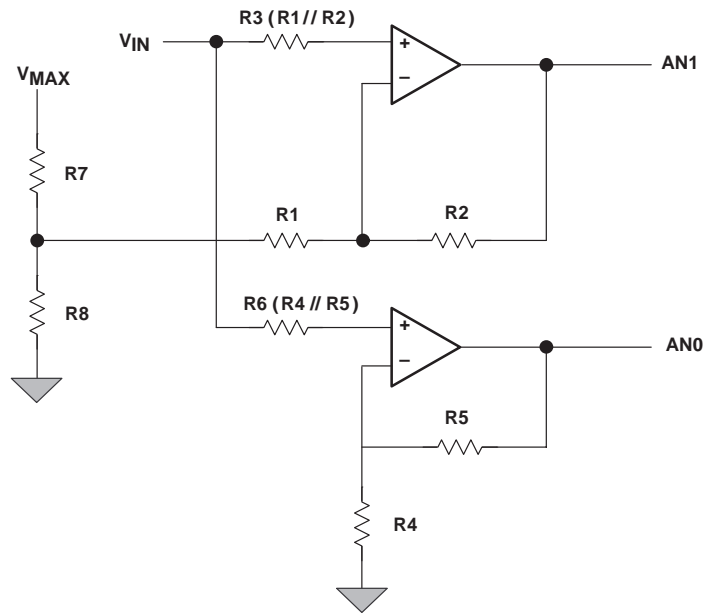 R3 (R1 // R2)
VIN
+
−
AN1
VMAX
R7
R1
R2
R8
R6 (R4 // R5)
+
−
AN0
R5
R4